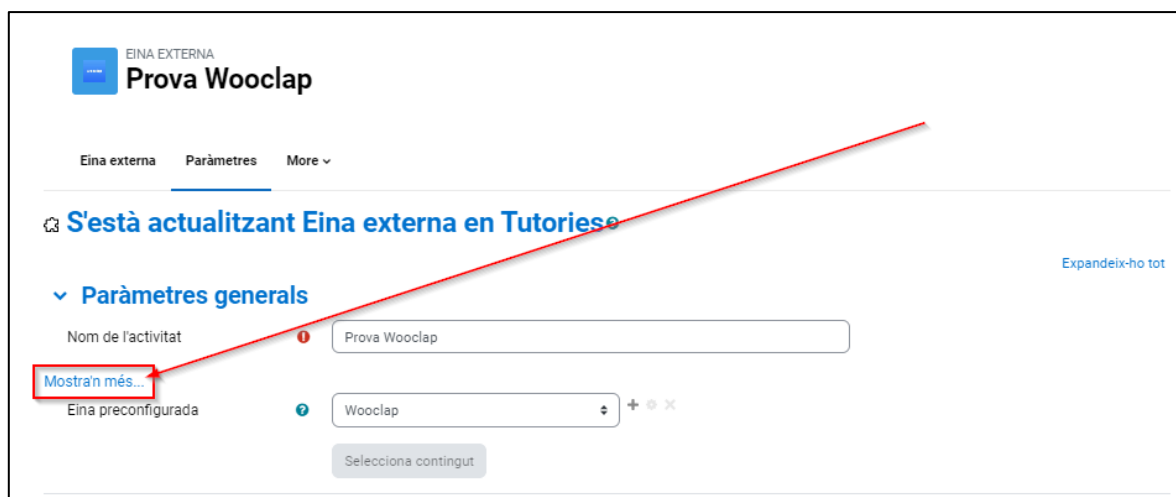 EINA EXTERNA
Prova Wooclap
Eina externa Paràmetres More
S'està actualitzant Eina externa en Tutories
Expandeix-ho tot
Paràmetres generals
Nom de l'activitat Prova Wooclap
Mostra'n més...
Eina preconfigurada Wooclap
Selecciona contingut